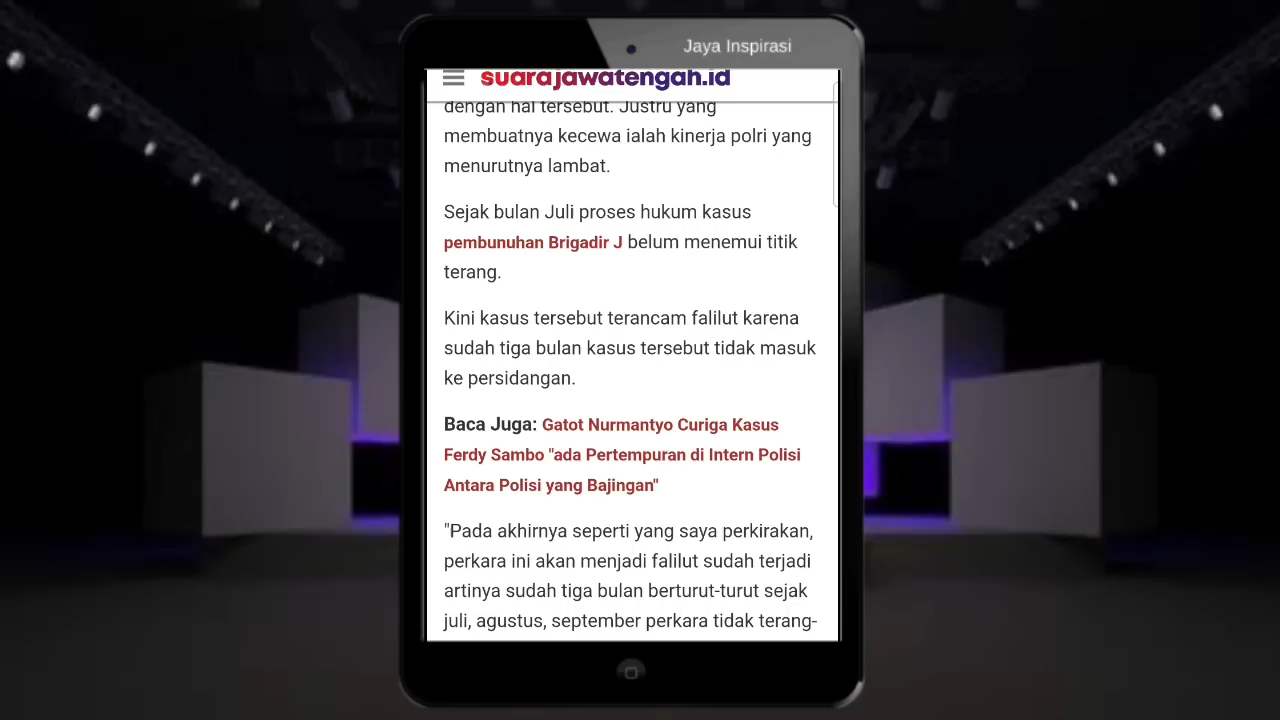 Jaya Inspirasi
suarajawatengah.id
dengan hal tersebut. Justru yang
membuatnya kecewa ialah kinerja polri yang
menurutnya lambat.
Sejak bulan Juli proses hukum kasus
pembunuhan Brigadir J belum menemui titik
terang.
Kini kasus tersebut terancam falilut karena
sudah tiga bulan kasus tersebut tidak masuk
ke persidangan.
Baca Juga: Gatot Nurmantyo Curiga Kasus
Ferdy Sambo "ada Pertempuran di Intern Polisi
Antara Polisi yang Bajingan"
"Pada akhirnya seperti yang saya perkirakan,
perkara ini akan menjadi falilut sudah terjadi
artinya sudah tiga bulan berturut-turut sejak
juli, agustus, september perkara tidak terang-